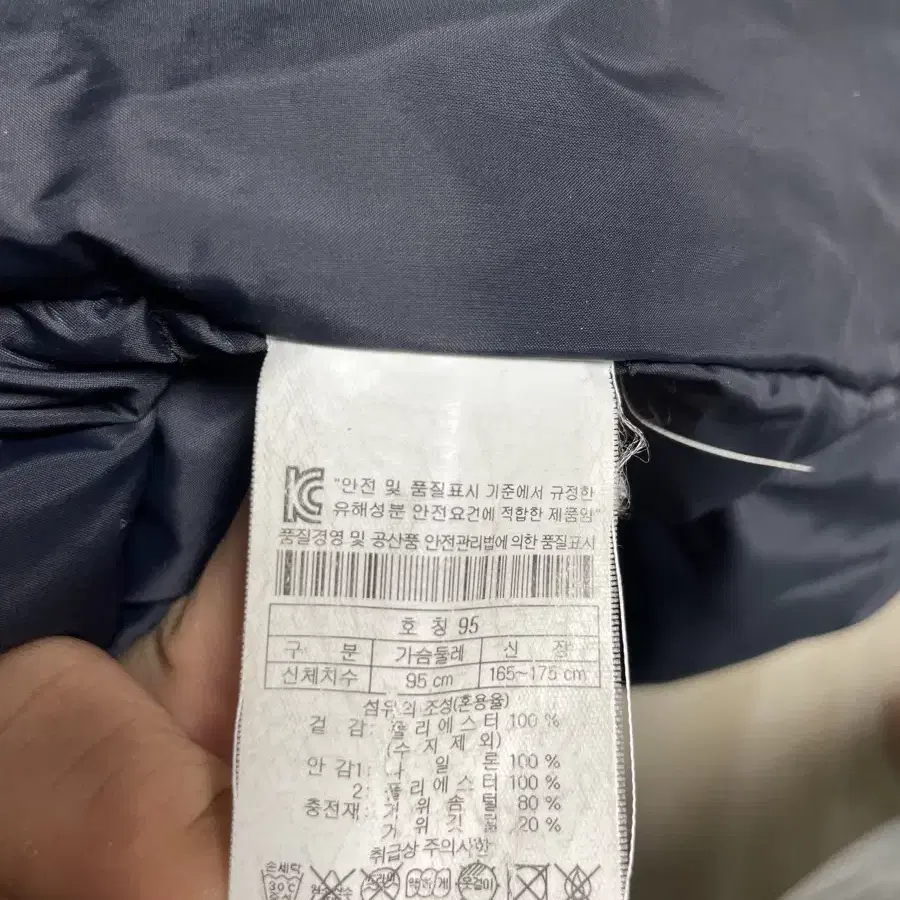 "안전 및 품질표시 기준에서 규정한
유해성분 안전요건에 적합한 제품임"
품질경영 및 공산품 안전관리법에 의한 품질표시
호 칭 95
구 분 가슴둘레 신 장
신체치수 95 cm 165~175 cm
섬유의 조성(혼용율)
겉 감: 폴리에스터 100 %
(수 지 제 외)
안 감1: 나 일 론 100 %
2: 폴리에스터 100 %
충전재: 거 위 솜 털 80 %
거 위 깃 털 20 %
취급상 주의사항
손세탁
30℃